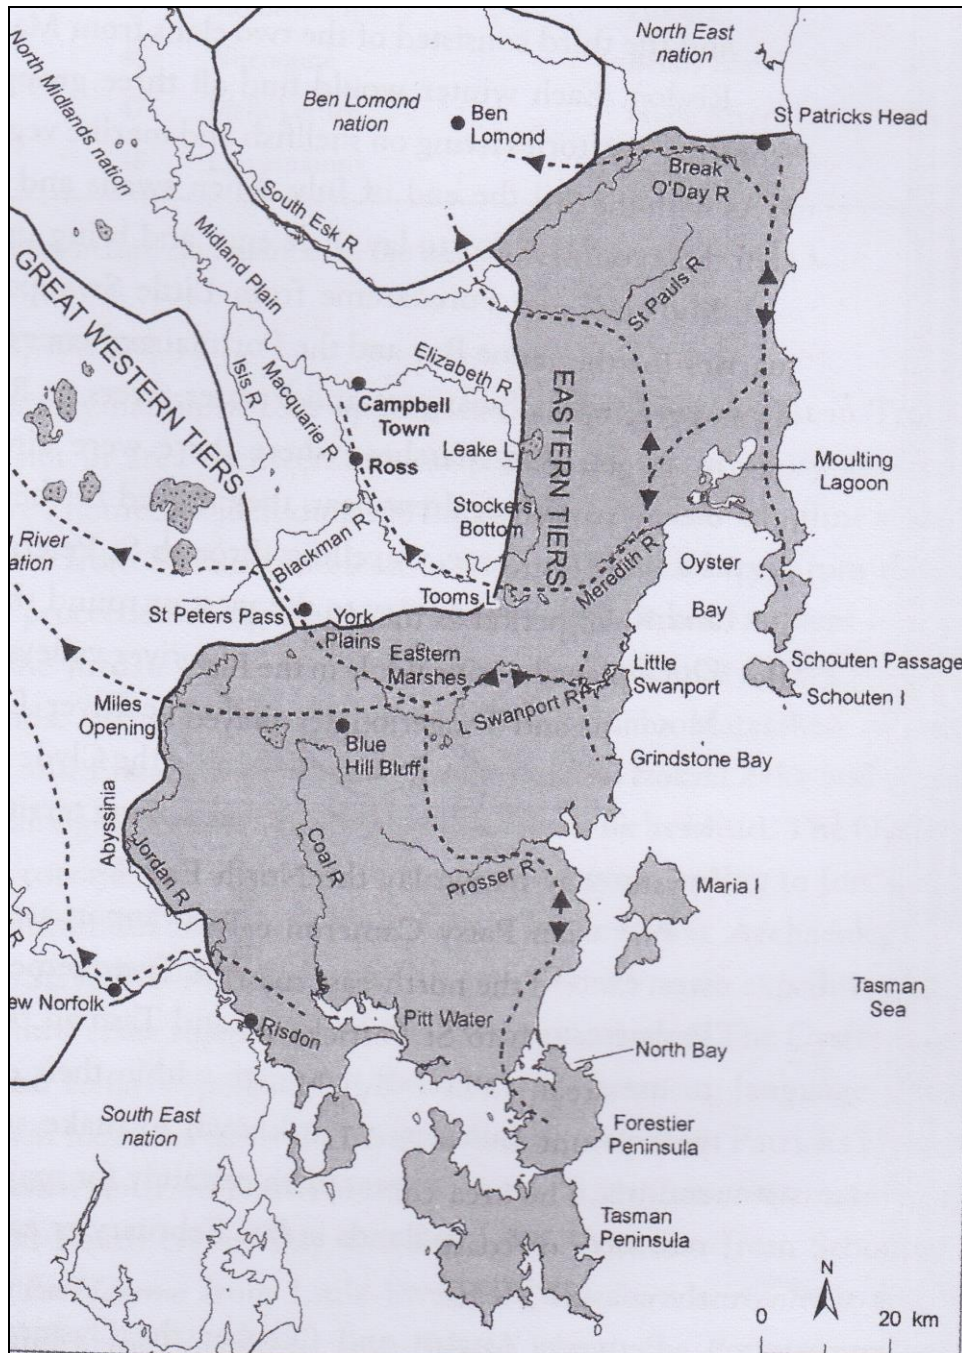 North East
nation
North Midlands nation
Ben Lomond
nation
Ben
Lomond
St Patricks Head
Break
O'Day R
South Esk R
Midland Plain
St Pauls R
GREAT WESTERN TIERS
Isis R
Macquarie R
Elizabeth R
Campbell
Town
EASTERN TIERS
Ross
Leake L
Moulting
Lagoon
Stockers
Bottom
g River
ation
Blackman R
Meredith R
Oyster
Bay
Tooms L
St Peters Pass
York
Plains
Eastern
Marshes
Little
Swanport
Schouten Passage
Schouten I
L Swanport R
Miles
Opening
Blue
Hill Bluff
Grindstone Bay
Abyssinia
Jordan R
Coal R
Prosser R
Maria I
R
ew Norfolk
Risdon
Pitt Water
Tasman
Sea
North Bay
South East
nation
Forestier
Peninsula
Tasman
Peninsula
N
0 20 km